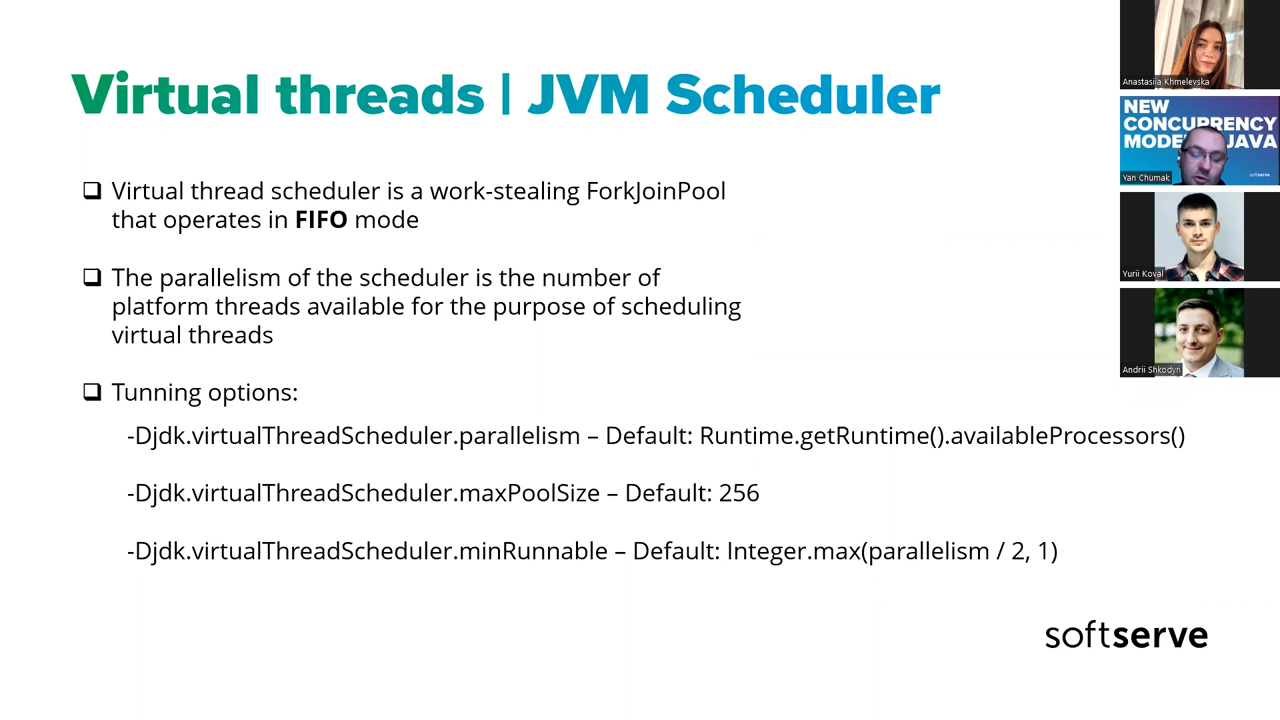 Virtual threads | JVM Scheduler
Virtual thread scheduler is a work-stealing ForkJoinPool
that operates in FIFO mode
The parallelism of the scheduler is the number of
platform threads available for the purpose of scheduling
virtual threads
Tunning options:
-Djdk.virtualThreadScheduler.parallelism – Default: Runtime.getRuntime().availableProcessors()
-Djdk.virtualThreadScheduler.maxPoolSize – Default: 256
-Djdk.virtualThreadScheduler.minRunnable – Default: Integer.max(parallelism / 2, 1)
softserve
Anastasiia Khmelevska
NEW
CONCURRENCY
MODE JAVA
softserve
Yan Chumak
Yurii Koval
Andrii Shkodyn